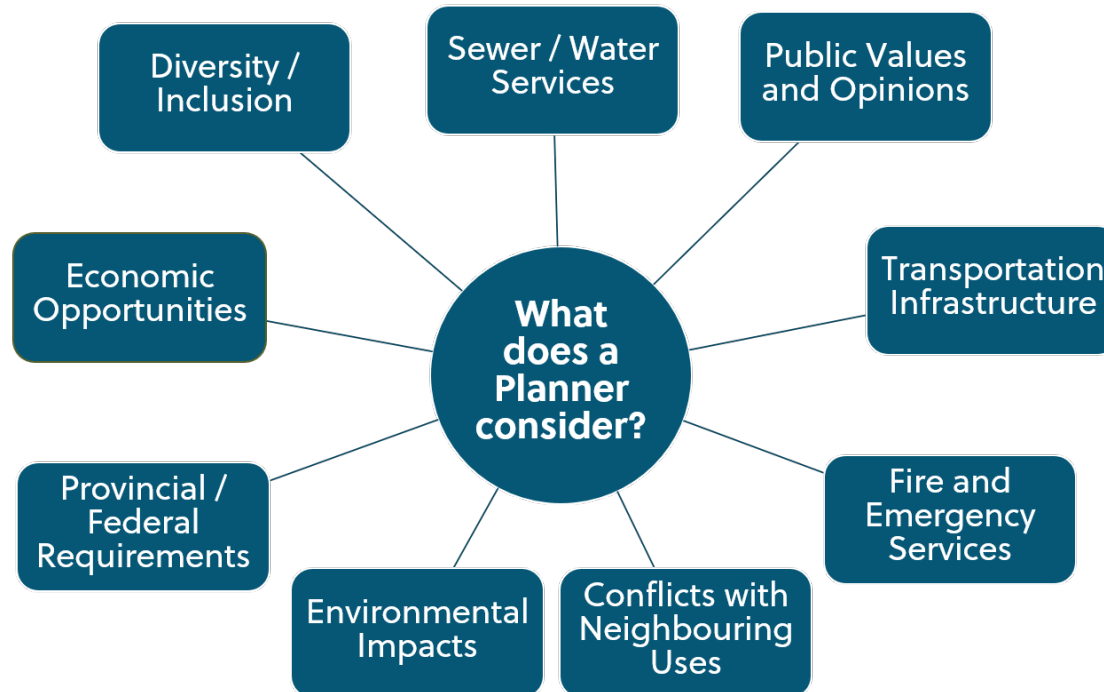 Diversity /
Inclusion
Sewer / Water
Services
Public Values
and Opinions
Economic
Opportunities
Transportation
Infrastructure
What
does a
Planner
consider?
Provincial /
Federal
Requirements
Fire and
Emergency
Services
Environmental
Impacts
Conflicts with
Neighbouring
Uses